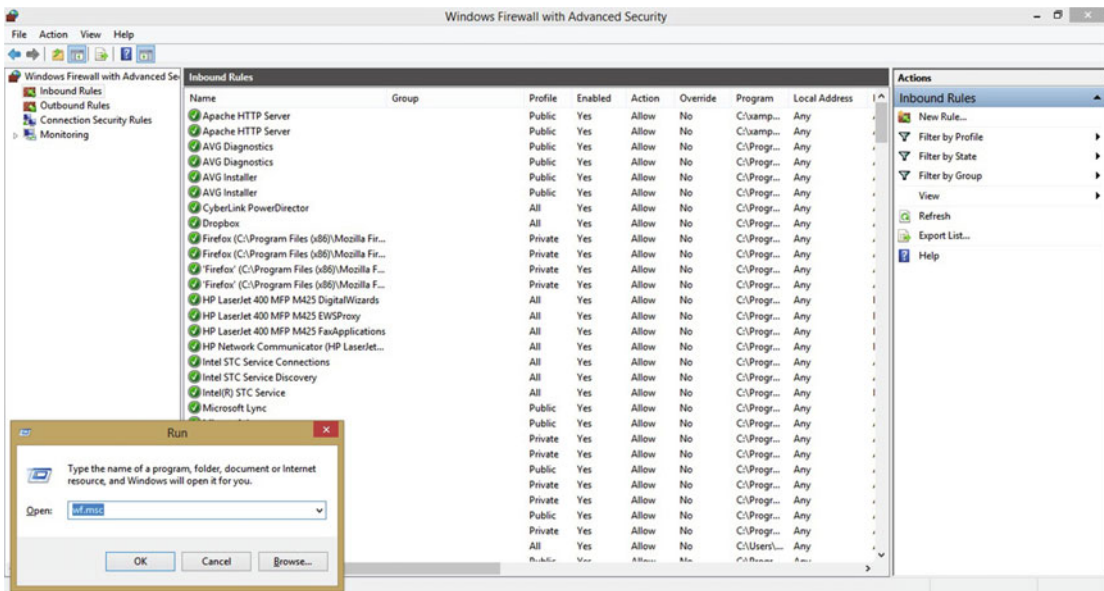 Windows Firewall with Advanced Security
File Action View Help
Windows Firewall with Advanced Se
Inbound Rules
Outbound Rules
Connection Security Rules
Monitoring
Inbound Rules
Name Group Profile Enabled Action Override Program Local Address
Apache HTTP Server Public Yes Allow No C:\xamp... Any
Apache HTTP Server Public Yes Allow No C:\xamp... Any
AVG Diagnostics Public Yes Allow No C:\Progr... Any
AVG Diagnostics Public Yes Allow No C:\Progr... Any
AVG Installer Public Yes Allow No C:\Progr... Any
AVG Installer Public Yes Allow No C:\Progr... Any
CyberLink PowerDirector All Yes Allow No C:\Progr... Any
Dropbox All Yes Allow No C:\Progr... Any
Firefox (C:\Program Files (x86)\Mozilla Fir... Private Yes Allow No C:\Progr... Any
Firefox (C:\Program Files (x86)\Mozilla Fir... Private Yes Allow No C:\Progr... Any
'Firefox' (C:\Program Files (x86)\Mozilla F... Private Yes Allow No C:\Progr... Any
'Firefox' (C:\Program Files (x86)\Mozilla F... Private Yes Allow No C:\Progr... Any
HP LaserJet 400 MFP M425 DigitalWizards All Yes Allow No C:\Progr... Any
HP LaserJet 400 MFP M425 EWSProxy All Yes Allow No C:\Progr... Any
HP LaserJet 400 MFP M425 FaxApplications All Yes Allow No C:\Progr... Any
HP Network Communicator (HP LaserJet... All Yes Allow No C:\Progr... Any
Intel STC Service Connections All Yes Allow No C:\Progr... Any
Intel STC Service Discovery All Yes Allow No C:\Progr... Any
Intel(R) STC Service All Yes Allow No C:\Progr... Any
Microsoft Lync Public Yes Allow No C:\Progr... Any
Public Yes Allow No C:\Progr... Any
Private Yes Allow No C:\Progr... Any
Private Yes Allow No C:\Progr... Any
Public Yes Allow No C:\Progr... Any
Private Yes Allow No C:\Progr... Any
Private Yes Allow No C:\Progr... Any
Public Yes Allow No C:\Progr... Any
Private Yes Allow No C:\Progr... Any
All Yes Allow No C:\Users\... Any
Actions
Inbound Rules
New Rule...
Filter by Profile
Filter by State
Filter by Group
View
Refresh
Export List...
Help
Run
Type the name of a program, folder, document or Internet
resource, and Windows will open it for you.
Open: wf.msc
OK Cancel Browse...